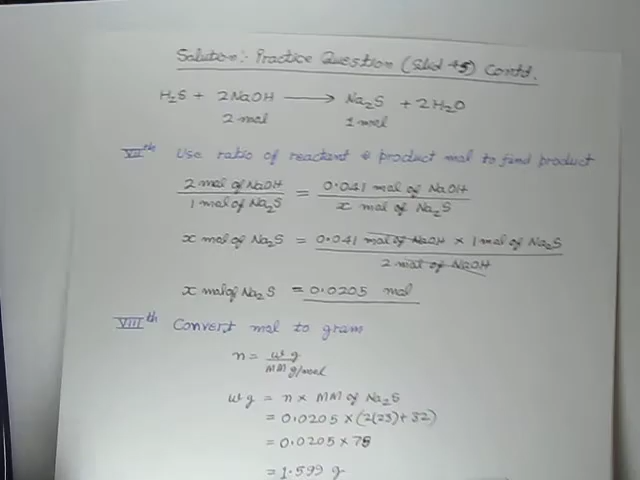 Solution:- Practice Question (Slid 45) Contd.
H₂S + 2NaOH ⟶ Na₂S + 2H₂O
2 mol 1 mol
VIIth Use ratio of reactant & product mol to find product
2 mol of NaOH / 1 mol of Na₂S = 0.041 mol of NaOH / x mol of Na₂S
x mol of Na₂S = 0.041 mol of NaOH × 1 mol of Na₂S / 2 mol of NaOH
x mol of Na₂S = 0.0205 mol
VIIIth Convert mol to gram
n = w g / MM g/mol
w g = n × MM of Na₂S
= 0.0205 × (2(23) + 32)
= 0.0205 × 78
= 1.599 g